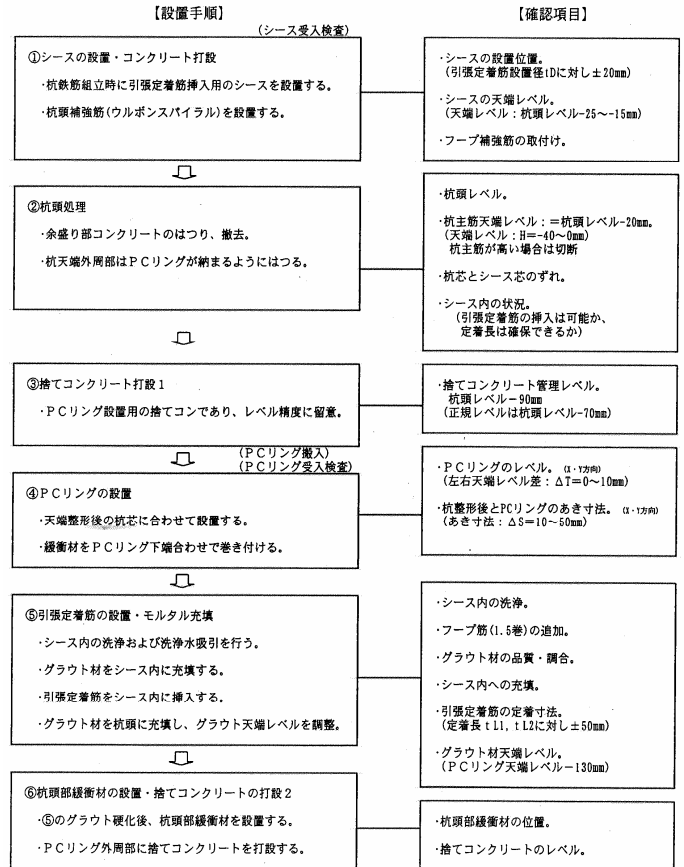 【設置手順】
【確認項目】
(シース受入検査)
①シースの設置・コンクリート打設
・杭鉄筋組立時に引張定着筋挿入用のシースを設置する。
・杭頭補強筋(ウルボンスパイラル)を設置する。
・シースの設置位置。
(引張定着筋設置径tDに対し±20mm)
・シースの天端レベル。
(天端レベル:杭頭レベル-25～-15mm)
・フープ補強筋の取付け。
②杭頭処理
・余盛り部コンクリートのはつり、撤去。
・杭天端外周部はPCリングが納まるようにはつる。
・杭頭レベル。
・杭主筋天端レベル:=杭頭レベル-20mm。
(天端レベル:H=-40～0mm)
杭主筋が高い場合は切断
・杭芯とシース芯のずれ。
・シース内の状況。
(引張定着筋の挿入は可能か、
定着長は確保できるか)
③捨てコンクリート打設1
・PCリング設置用の捨てコンであり、レベル精度に留意。
・捨てコンクリート管理レベル。
杭頭レベル-90mm
(正規レベルは杭頭レベル-70mm)
(PCリング搬入)
(PCリング受入検査)
④PCリングの設置
・天端整形後の杭芯に合わせて設置する。
・緩衝材をPCリング下端合わせで巻き付ける。
・PCリングのレベル。(X・Y方向)
(左右天端レベル差:ΔT=0～10mm)
・杭整形後とPCリングのあき寸法。(X・Y方向)
(あき寸法:ΔS=10～50mm)
⑤引張定着筋の設置・モルタル充填
・シース内の洗浄および洗浄水吸引を行う。
・グラウト材をシース内に充填する。
・引張定着筋をシース内に挿入する。
・グラウト材を杭頭に充填し、グラウト天端レベルを調整。
・シース内の洗浄。
・フープ筋(1.5巻)の追加。
・グラウト材の品質・調合。
・シース内への充填。
・引張定着筋の定着寸法。
(定着長tL1, tL2に対し±50mm)
・グラウト材天端レベル。
(PCリング天端レベル-130mm)
⑥杭頭部緩衝材の設置・捨てコンクリートの打設2
・⑤のグラウト硬化後、杭頭部緩衝材を設置する。
・PCリング外周部に捨てコンクリートを打設する。
・杭頭部緩衝材の位置。
・捨てコンクリートのレベル。